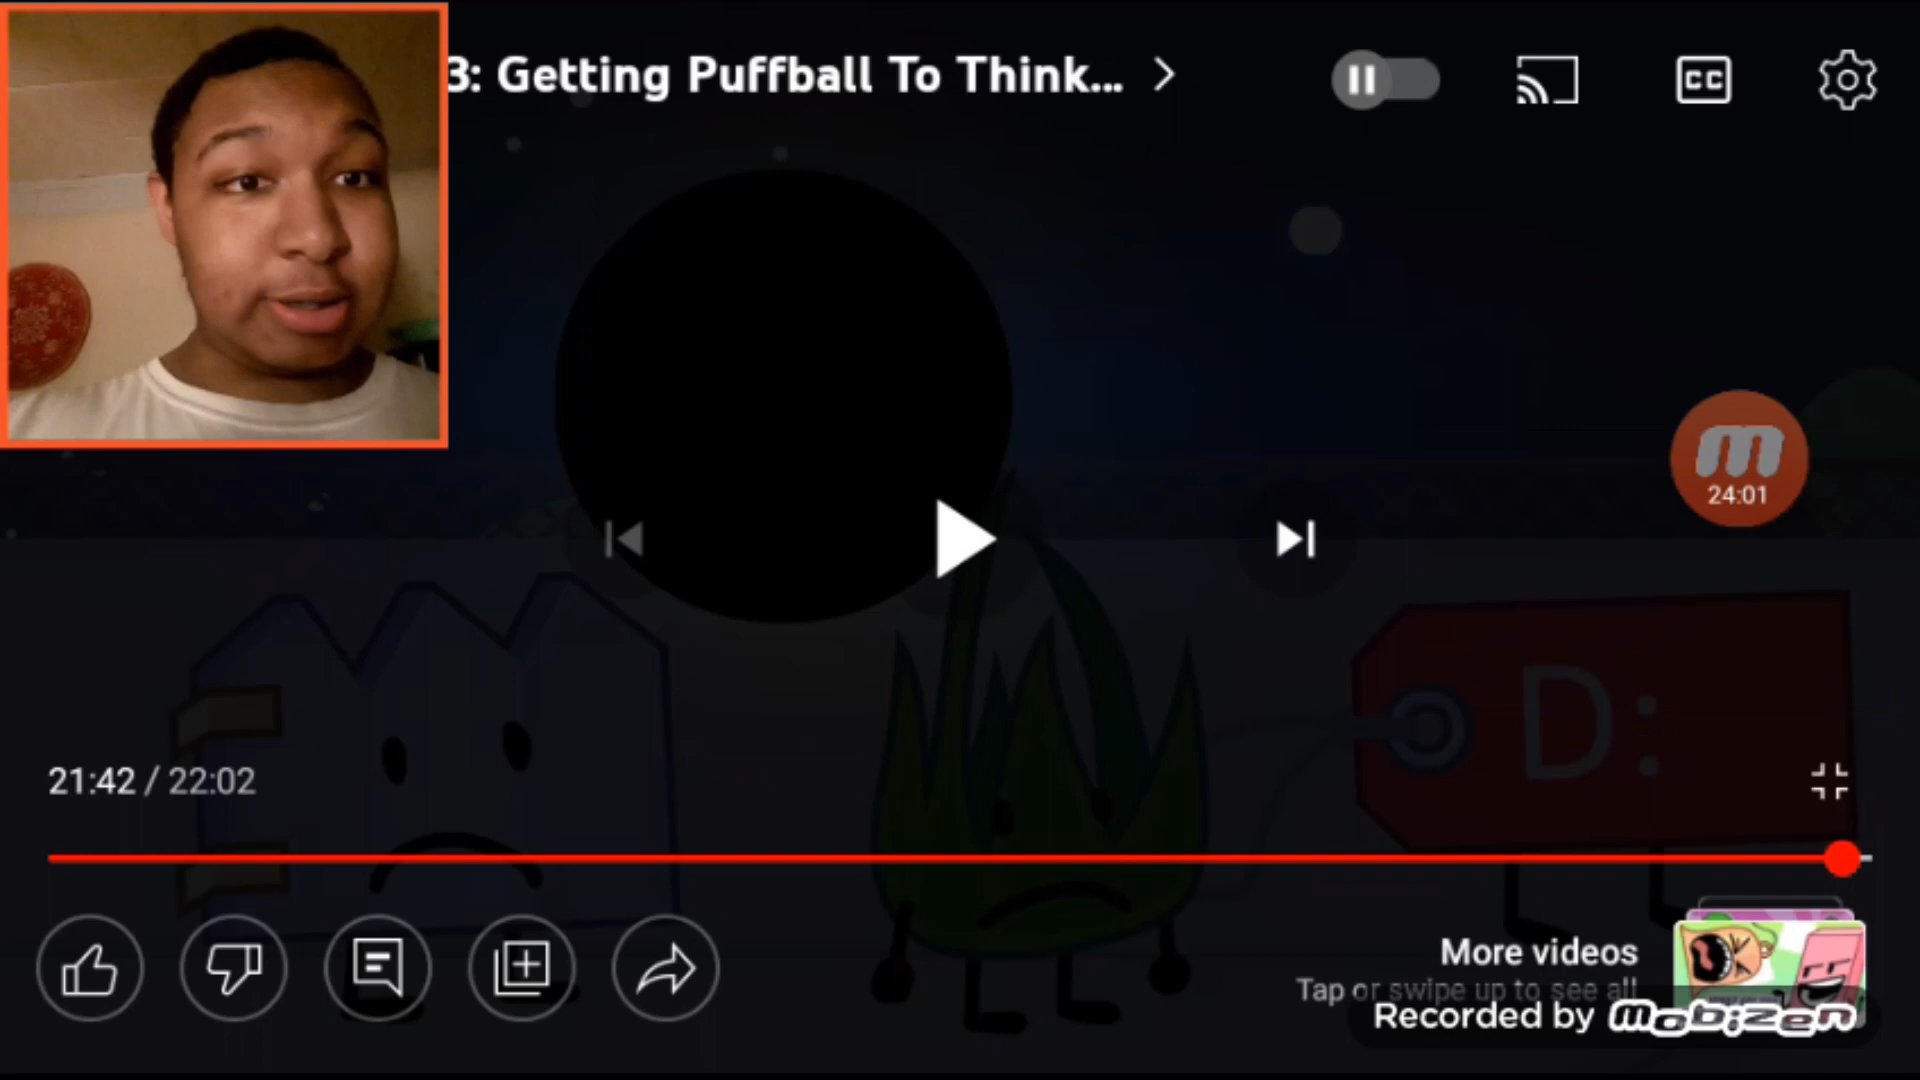 3: Getting Puffball To Think...
CC
m
24:01
D:
21:42 / 22:02
More videos
Tap or swipe up to see all
Recorded by mobizen